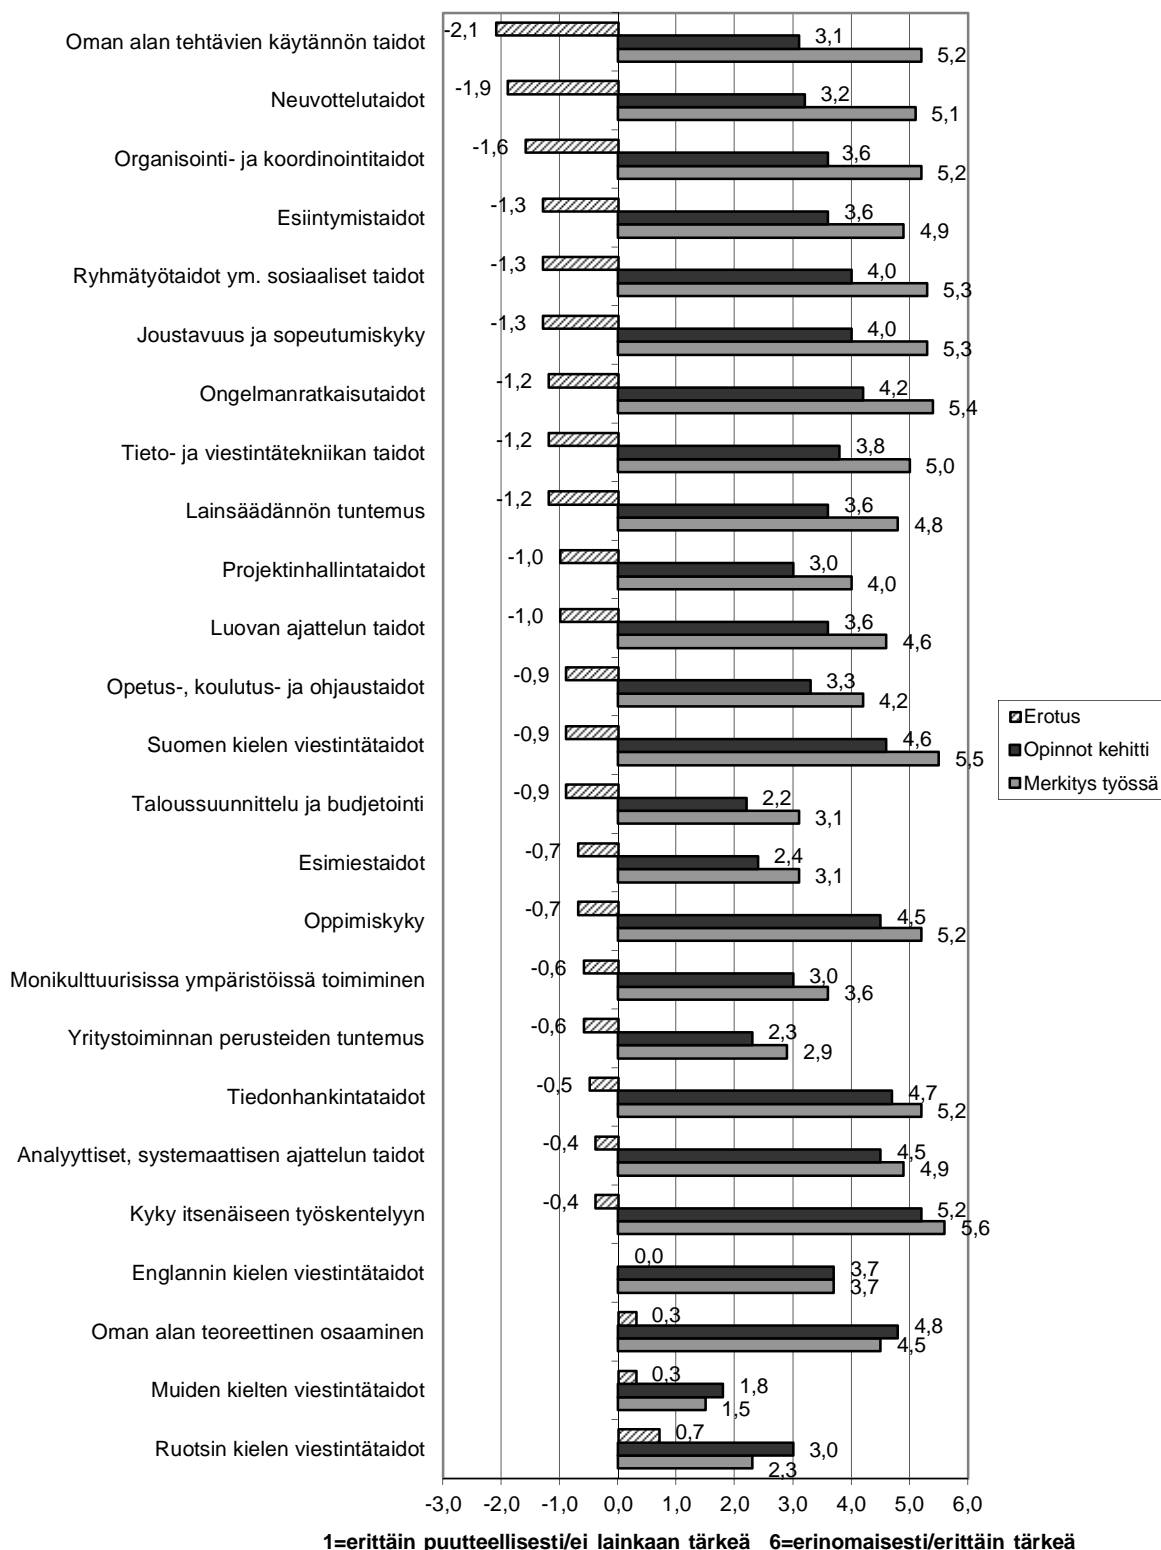 Oman alan tehtävien käytännön taidot -2,1 3,1 5,2
Neuvottelutaidot -1,9 3,2 5,1
Organisointi- ja koordinointitaidot -1,6 3,6 5,2
Esiintymistaidot -1,3 3,6 4,9
Ryhmätyötaidot ym. sosiaaliset taidot -1,3 4,0 5,3
Joustavuus ja sopeutumiskyky -1,3 4,0 5,3
Ongelmanratkaisutaidot -1,2 4,2 5,4
Tieto- ja viestintätekniikan taidot -1,2 3,8 5,0
Lainsäädännön tuntemus -1,2 3,6 4,8
Projektinhallintataidot -1,0 3,0 4,0
Luovan ajattelun taidot -1,0 3,6 4,6
Opetus-, koulutus- ja ohjaustaidot -0,9 3,3 4,2
Suomen kielen viestintätaidot -0,9 4,6 5,5
Taloussuunnittelu ja budjetointi -0,9 2,2 3,1
Esimiestaidot -0,7 2,4 3,1
Oppimiskyky -0,7 4,5 5,2
Monikulttuurisissa ympäristöissä toimiminen -0,6 3,0 3,6
Yritystoiminnan perusteiden tuntemus -0,6 2,3 2,9
Tiedonhankintataidot -0,5 4,7 5,2
Analyyttiset, systemaattisen ajattelun taidot -0,4 4,5 4,9
Kyky itsenäiseen työskentelyyn -0,4 5,2 5,6
Englannin kielen viestintätaidot 0,0 3,7 3,7
Oman alan teoreettinen osaaminen 0,3 4,8 4,5
Muiden kielten viestintätaidot 0,3 1,8 1,5
Ruotsin kielen viestintätaidot 0,7 3,0 2,3
-3,0 -2,0 -1,0 0,0 1,0 2,0 3,0 4,0 5,0 6,0
1=erittäin puutteellisesti/ei lainkaan tärkeä 6=erinomaisesti/erittäin tärkeä
Erotus
Opinnot kehitti
Merkitys työssä